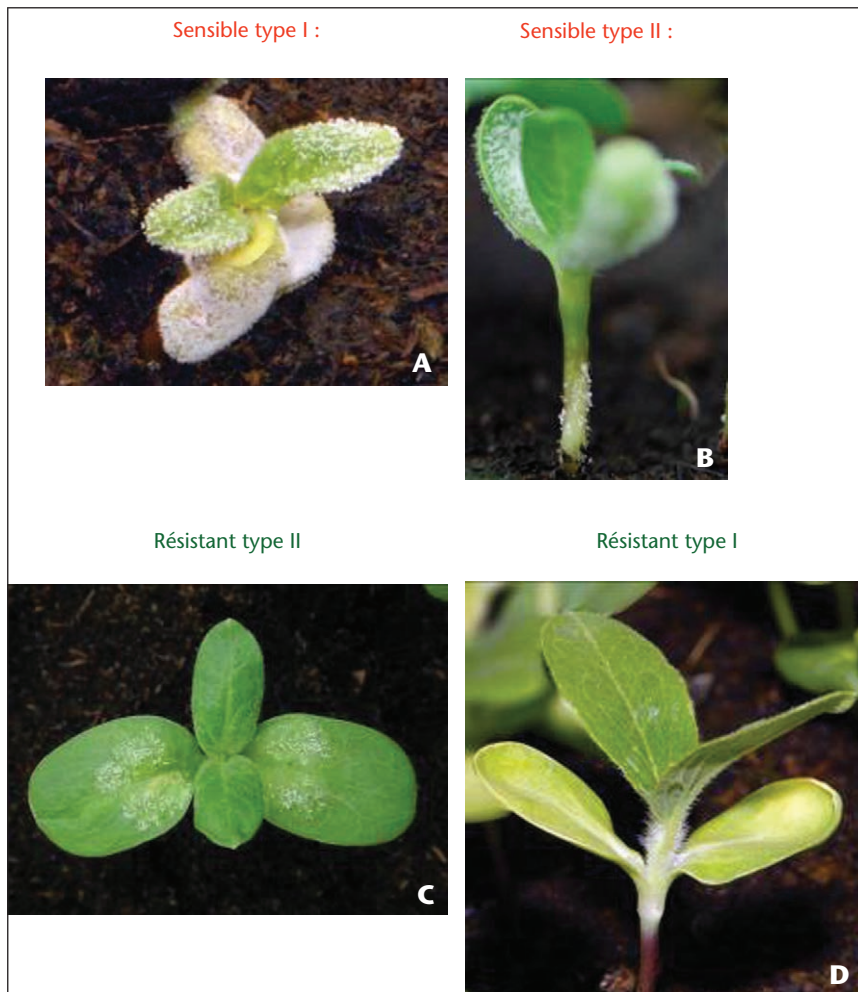 Sensible type I :
Sensible type II :
A
B
Résistant type II
Résistant type I
C
D